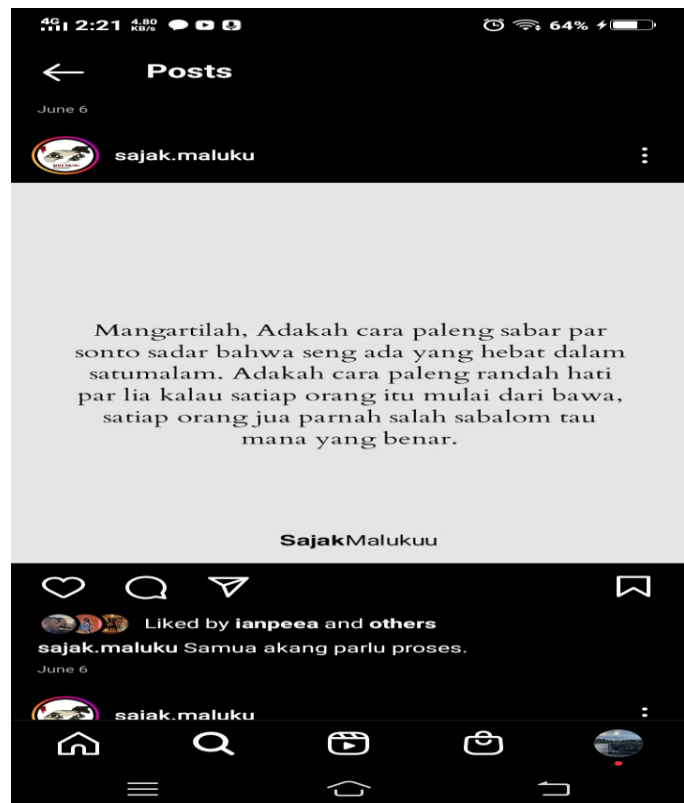 4G 2:21 4.80 KB/s 64%
Posts
June 6
sajak.maluku
Mangartilah, Adakah cara paleng sabar par
sonto sadar bahwa seng ada yang hebat dalam
satumalam. Adakah cara paleng randah hati
par lia kalau satiap orang itu mulai dari bawa,
satiap orang jua parnah salah sabalom tau
mana yang benar.
SajakMalukuu
Liked by ianpeea and others
sajak.maluku Samua akang parlu proses.
June 6
sajak.maluku